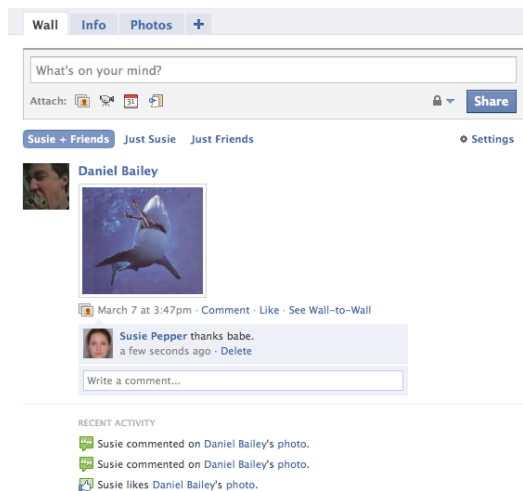 Wall Info Photos +
What's on your mind?
Attach: 31 Share
Susie + Friends Just Susie Just Friends Settings
Daniel Bailey
March 7 at 3:47pm · Comment · Like · See Wall-to-Wall
Susie Pepper thanks babe.
a few seconds ago · Delete
Write a comment...
RECENT ACTIVITY
Susie commented on Daniel Bailey's photo.
Susie commented on Daniel Bailey's photo.
Susie likes Daniel Bailey's photo.